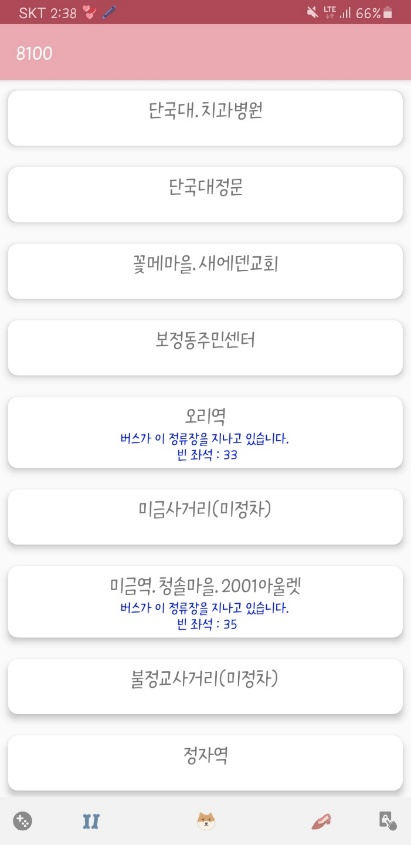 SKT 2:38
LTE 66%
8100
단국대.치과병원
단국대정문
꽃메마을.새에덴교회
보정동주민센터
오리역
버스가 이 정류장을 지나고 있습니다.
빈 좌석 : 33
미금사거리(미정차)
미금역.청솔마을.2001아울렛
버스가 이 정류장을 지나고 있습니다.
빈 좌석 : 35
불정교사거리(미정차)
정자역